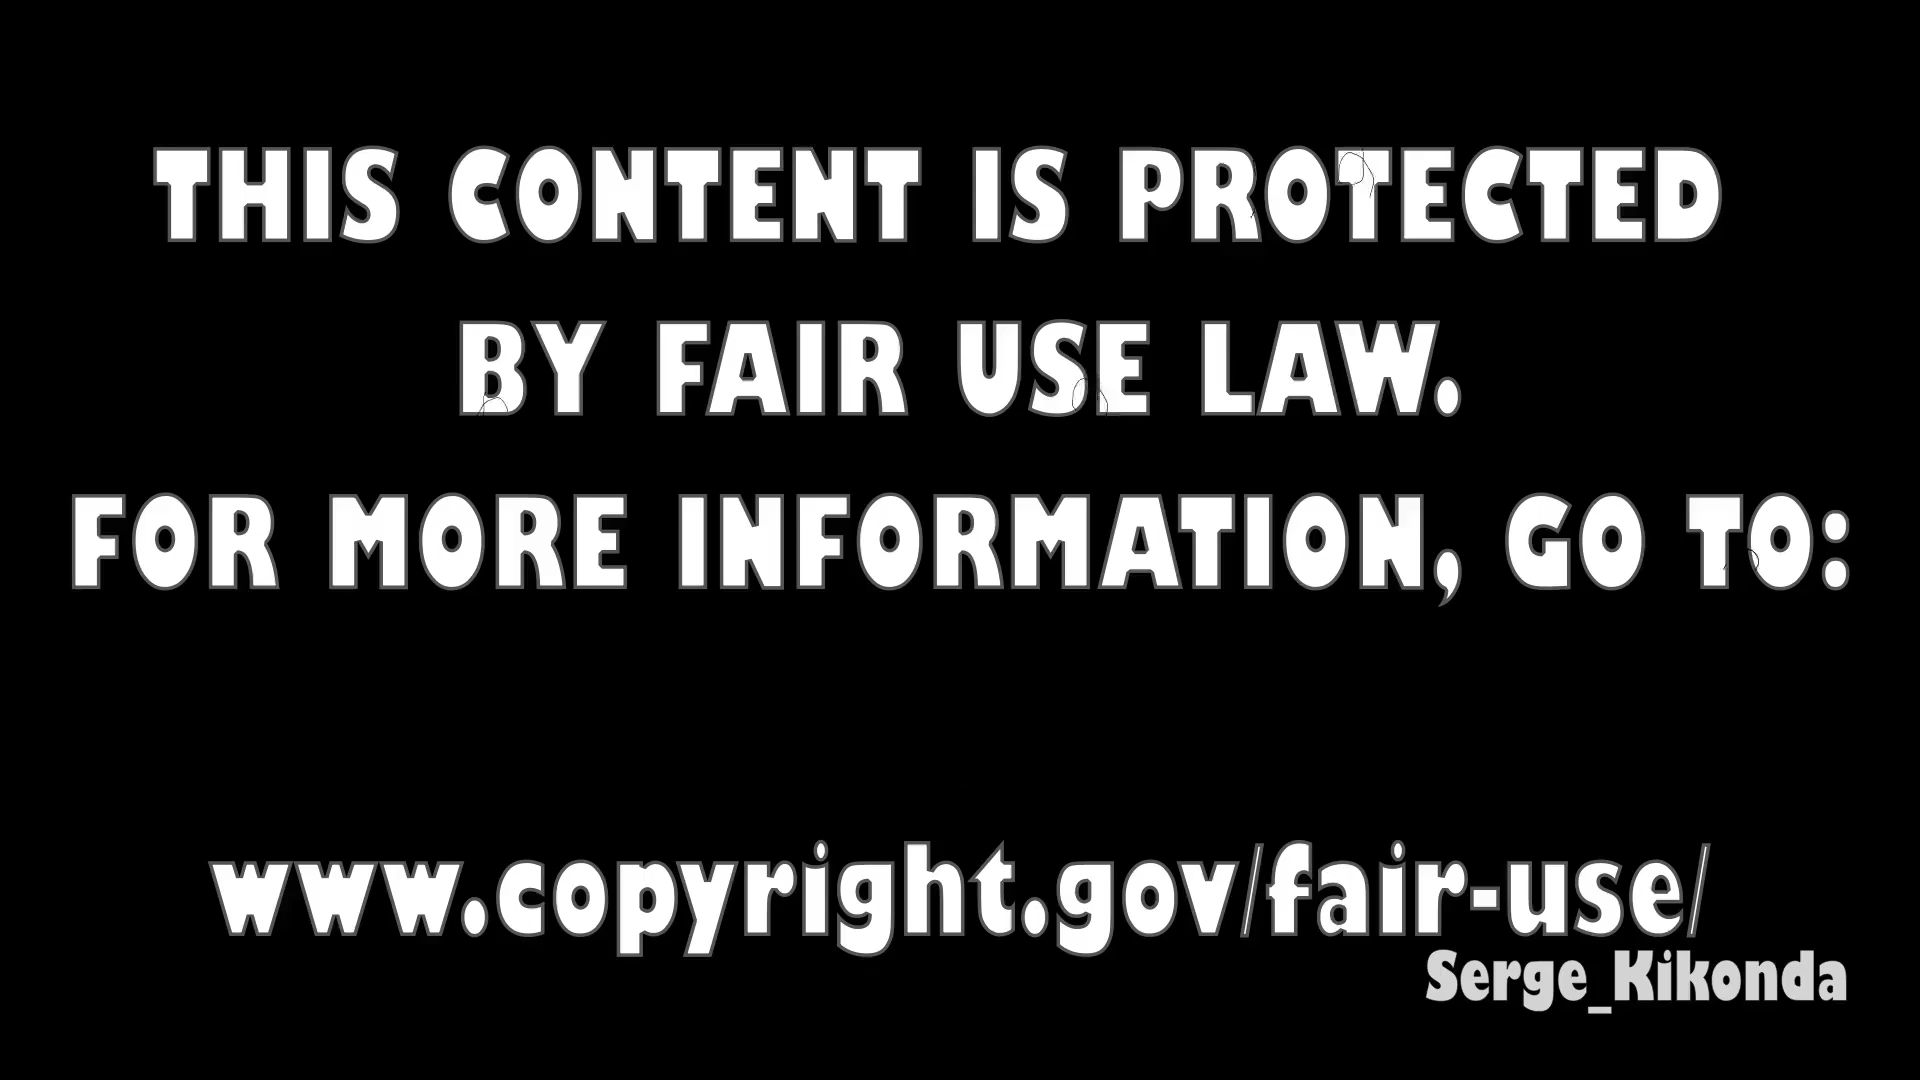 THIS CONTENT IS PROTECTED
BY FAIR USE LAW.
FOR MORE INFORMATION, GO TO:
www.copyright.gov/fair-use/
Serge_Kikonda